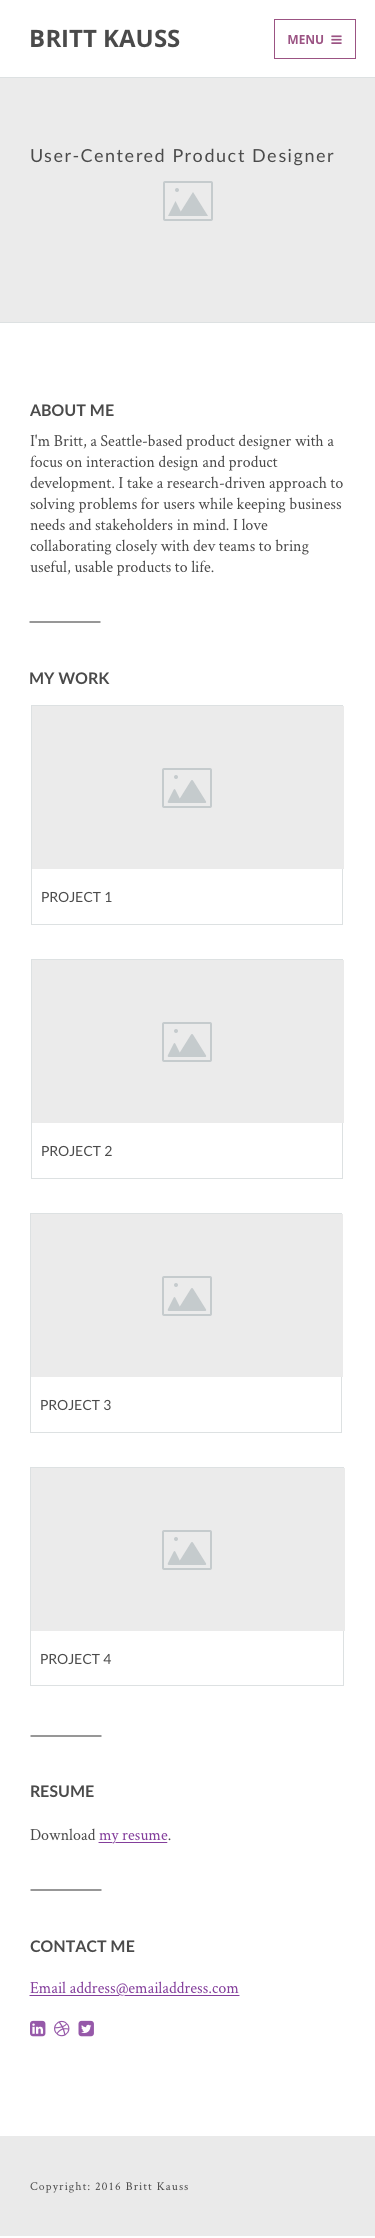 BRITT KAUSS
MENU
User-Centered Product Designer
ABOUT ME
I'm Britt, a Seattle-based product designer with a
focus on interaction design and product
development. I take a research-driven approach to
solving problems for users while keeping business
needs and stakeholders in mind. I love
collaborating closely with dev teams to bring
useful, usable products to life.
MY WORK
PROJECT 1
PROJECT 2
PROJECT 3
PROJECT 4
RESUME
Download my resume.
CONTACT ME
Email address@emailaddress.com
Copyright: 2016 Britt Kauss